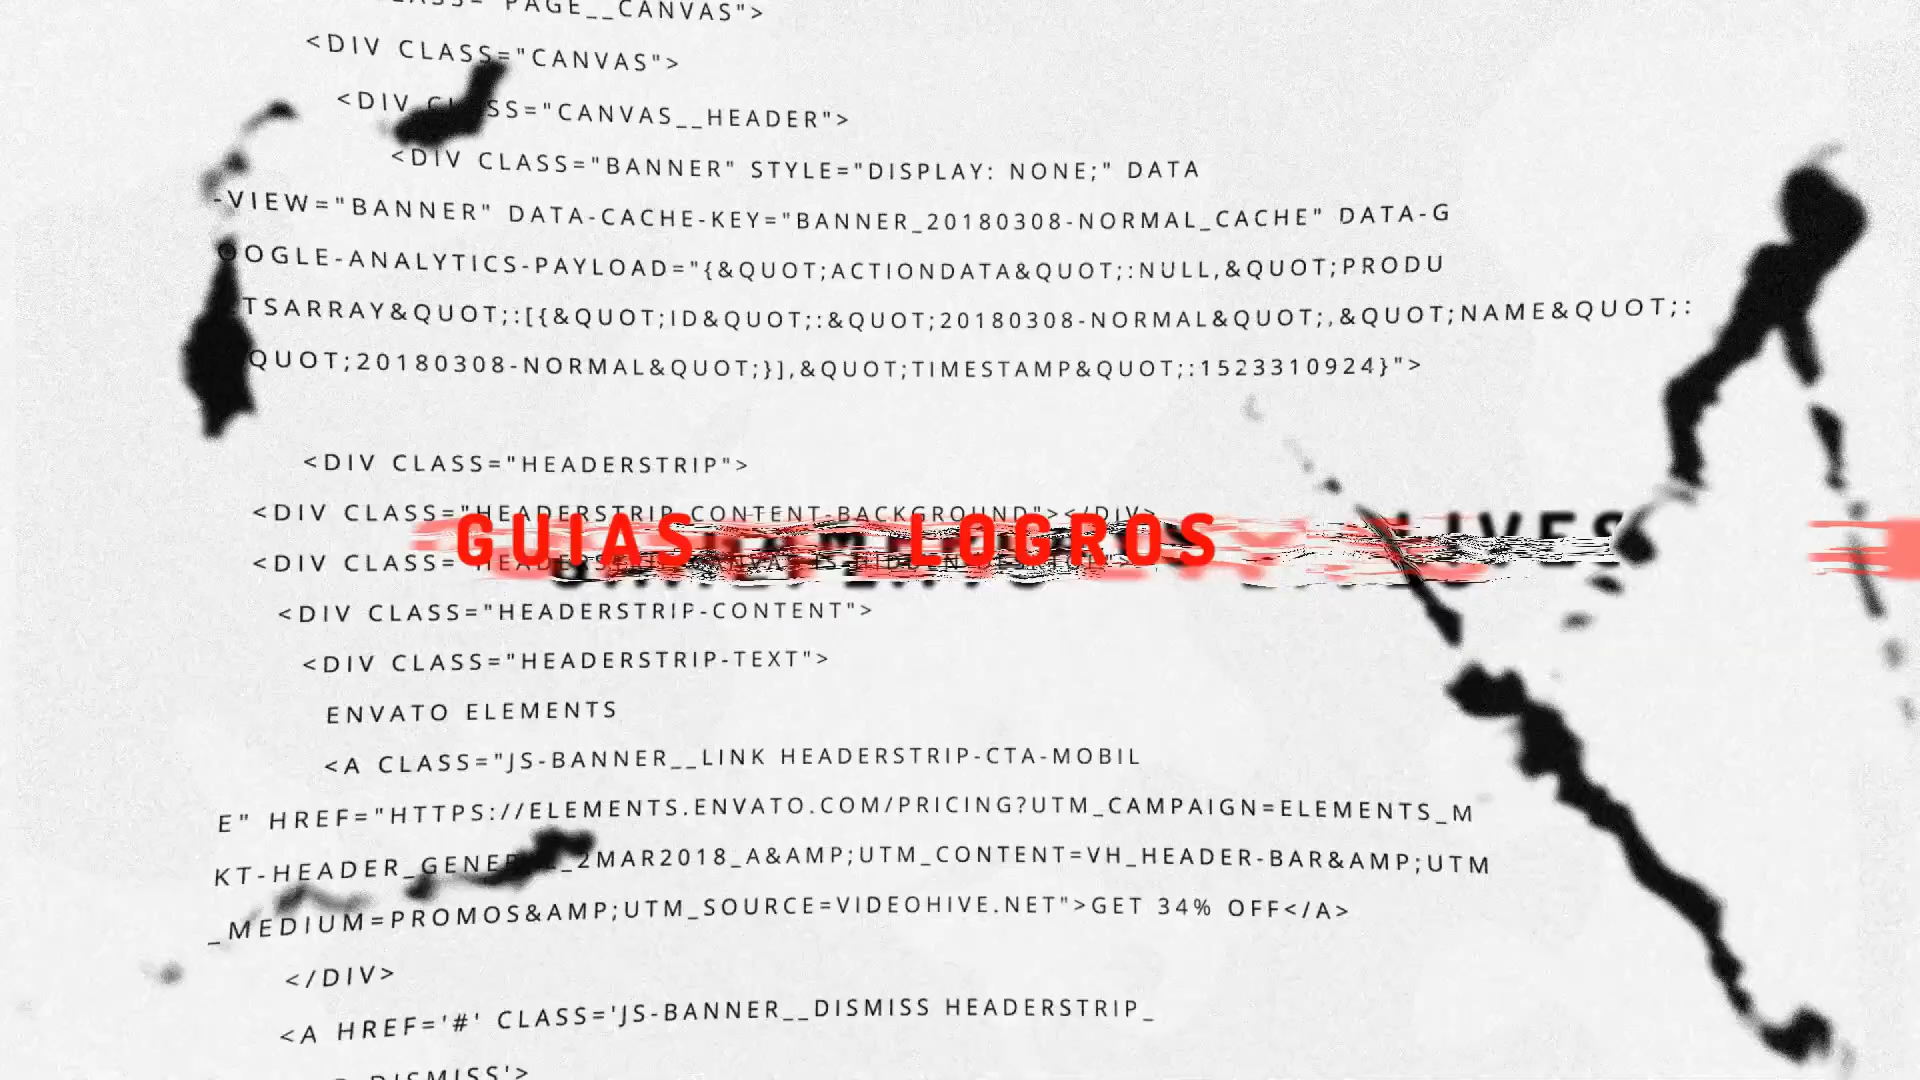 CLASS="PAGE__CANVAS">
<DIV CLASS="CANVAS">
<DIV CLASS="CANVAS__HEADER">
<DIV CLASS="BANNER" STYLE="DISPLAY: NONE;" DATA
-VIEW="BANNER" DATA-CACHE-KEY="BANNER_20180308-NORMAL_CACHE" DATA-G
OOGLE-ANALYTICS-PAYLOAD="{&QUOT;ACTIONDATA&QUOT;:NULL,&QUOT;PRODU
TSARRAY&QUOT;:[{&QUOT;ID&QUOT;:&QUOT;20180308-NORMAL&QUOT;,&QUOT;NAME&QUOT;:
QUOT;20180308-NORMAL&QUOT;}],&QUOT;TIMESTAMP&QUOT;:1523310924}">
<DIV CLASS="HEADERSTRIP">
<DIV CLASS="HEADERSTRIP-CONTENT-BACKGROUND"></DIV>
GUIAS LOGROS LIVES
<DIV CLASS=
<DIV CLASS="HEADERSTRIP-CONTENT">
<DIV CLASS="HEADERSTRIP-TEXT">
ENVATO ELEMENTS
<A CLASS="JS-BANNER__LINK HEADERSTRIP-CTA-MOBIL
E" HREF="HTTPS://ELEMENTS.ENVATO.COM/PRICING?UTM_CAMPAIGN=ELEMENTS_M
KT-HEADER_GENERAL_2MAR2018_A&AMP;UTM_CONTENT=VH_HEADER-BAR&AMP;UTM
_MEDIUM=PROMOS&AMP;UTM_SOURCE=VIDEOHIVE.NET">GET 34% OFF</A>
</DIV>
<A HREF='#' CLASS='JS-BANNER__DISMISS HEADERSTRIP_
DISMISS'>